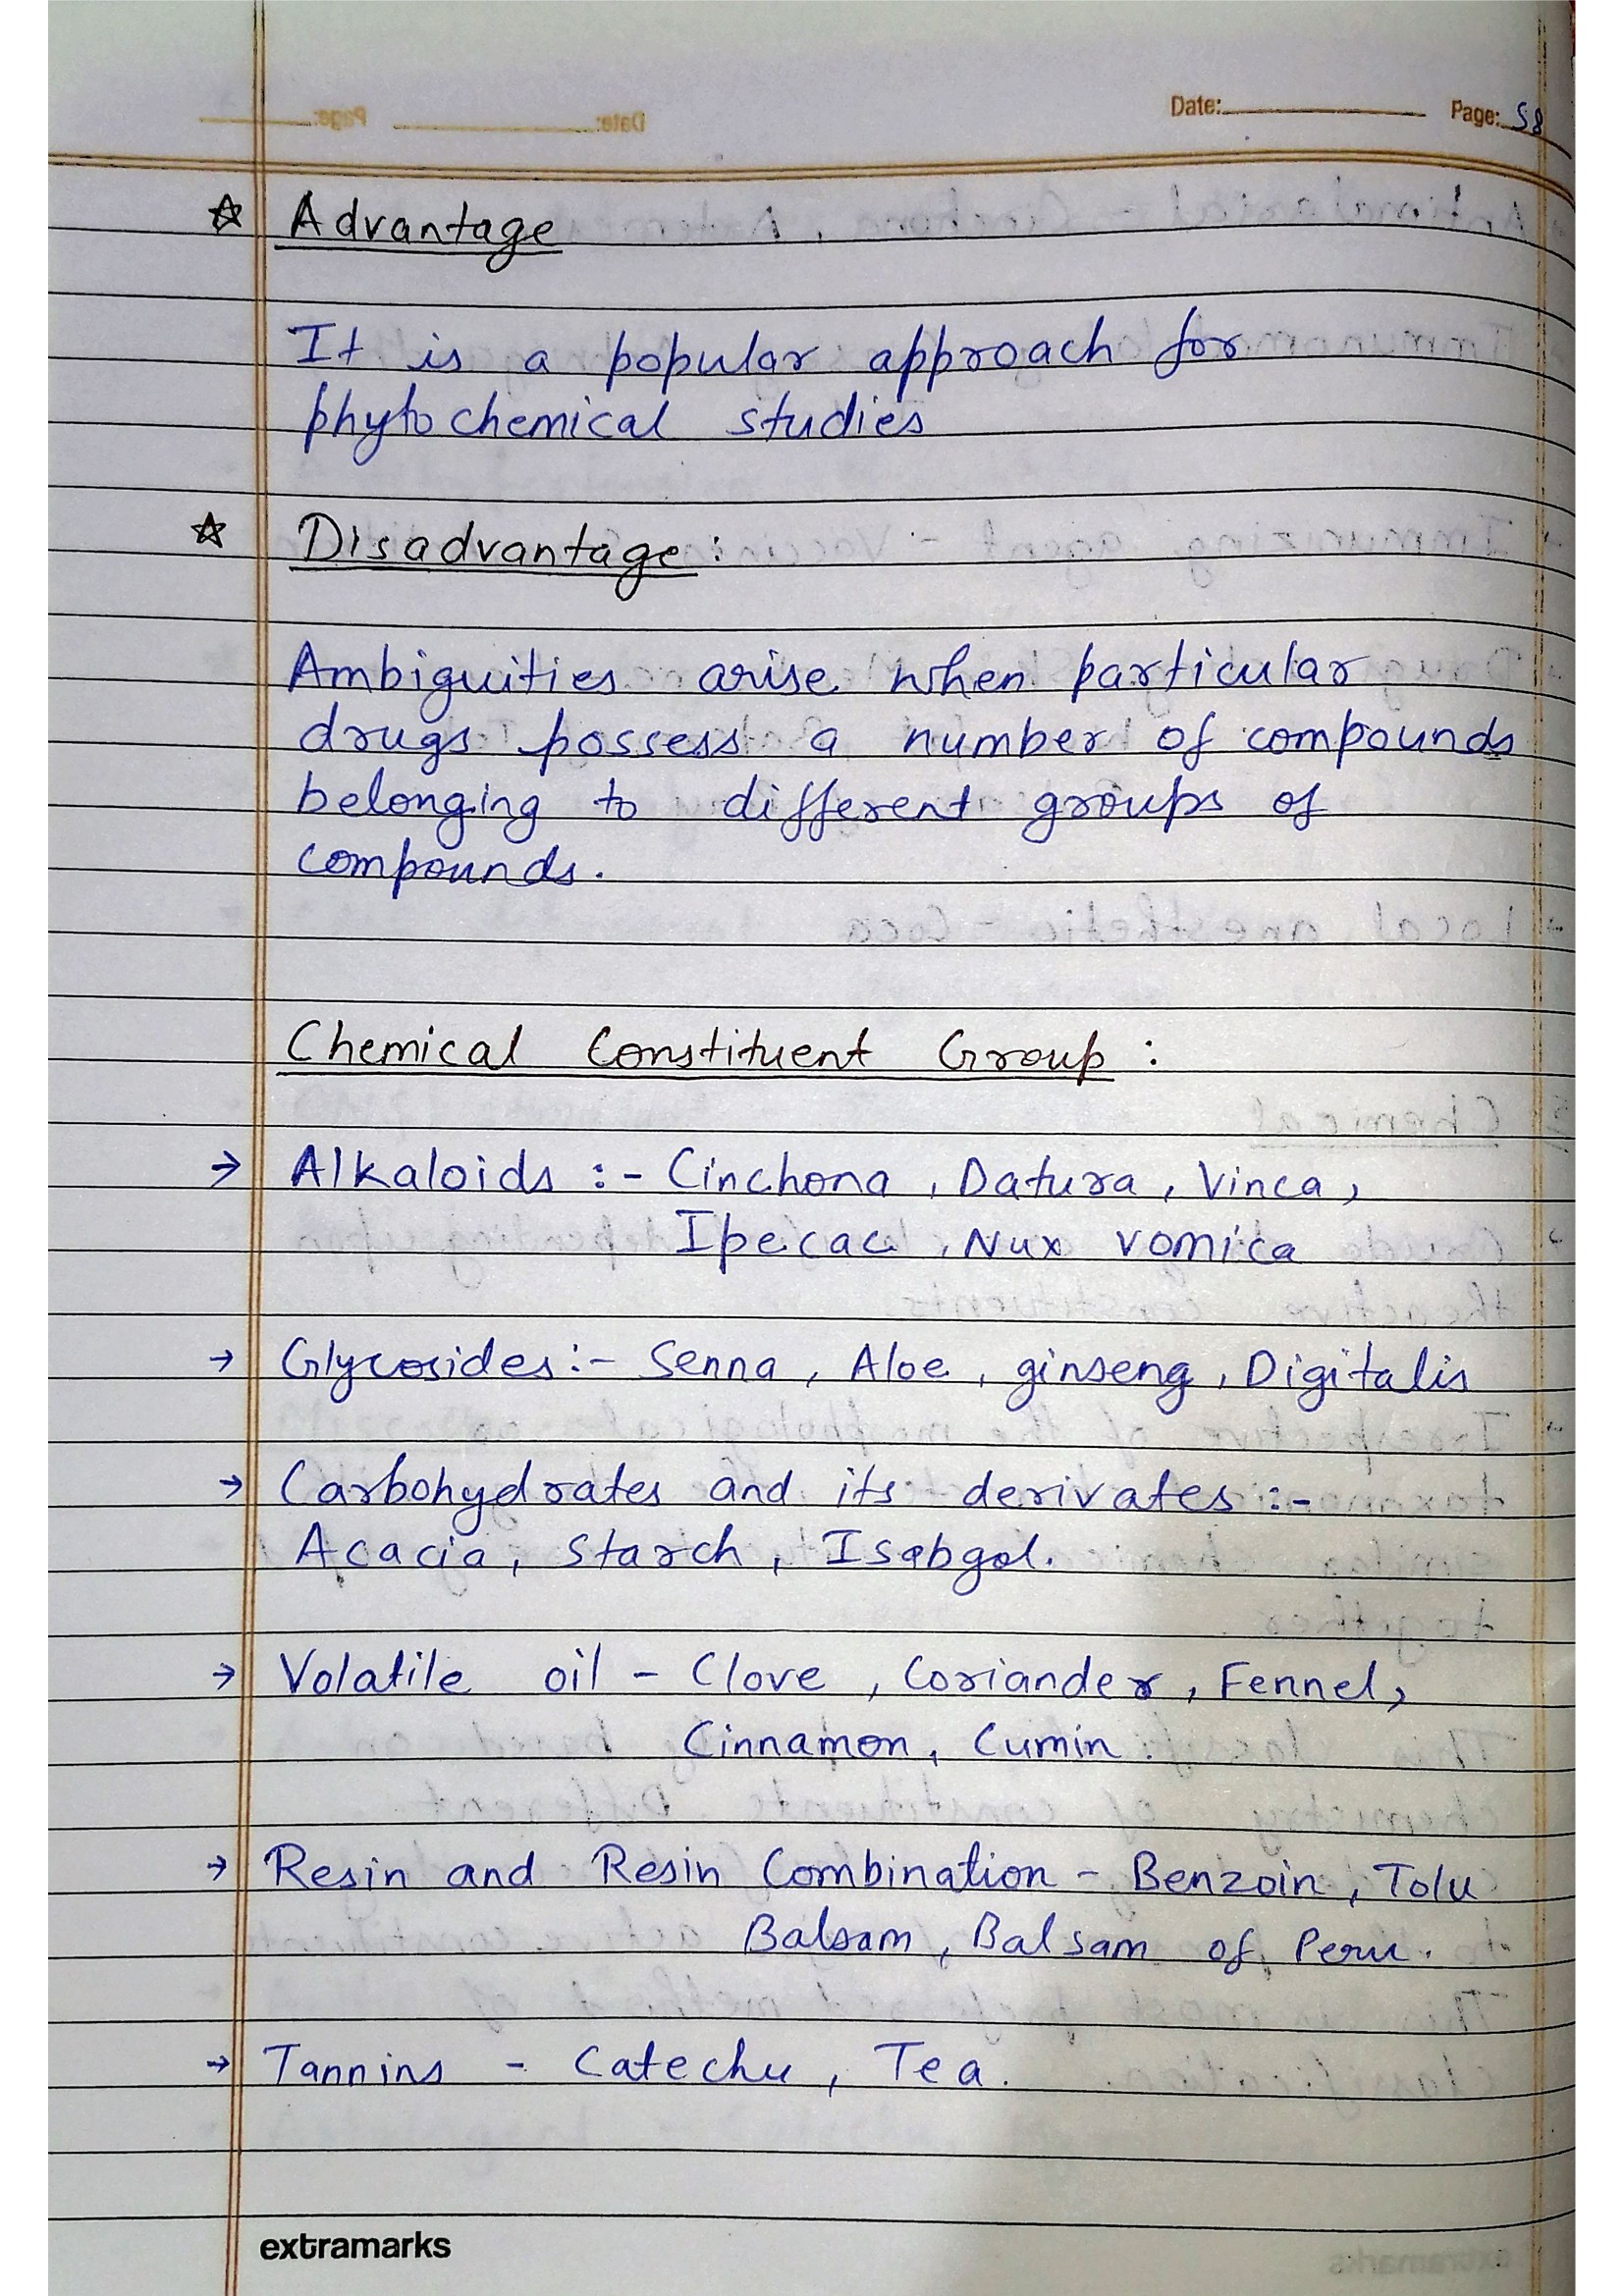 Date: Page: 58
☆ Advantage
It is a popular approach for
phytochemical studies
☆ Disadvantage :
Ambiguities arise when particular
drugs possess a number of compounds
belonging to different groups of
compounds.
Chemical Constituent Group :
→ Alkaloids :- Cinchona , Datura , Vinca ,
Ipecac , Nux vomica
→ Glycosides :- Senna , Aloe , ginseng , Digitalis
→ Carbohydrates and its derivates :-
Acacia , Starch , Isabgol.
→ Volatile oil - Clove , Coriander , Fennel ,
Cinnamon , Cumin .
→ Resin and Resin Combination - Benzoin , Tolu
Balsam , Balsam of Peru .
→ Tannins - Catechu , Tea .
extramarks